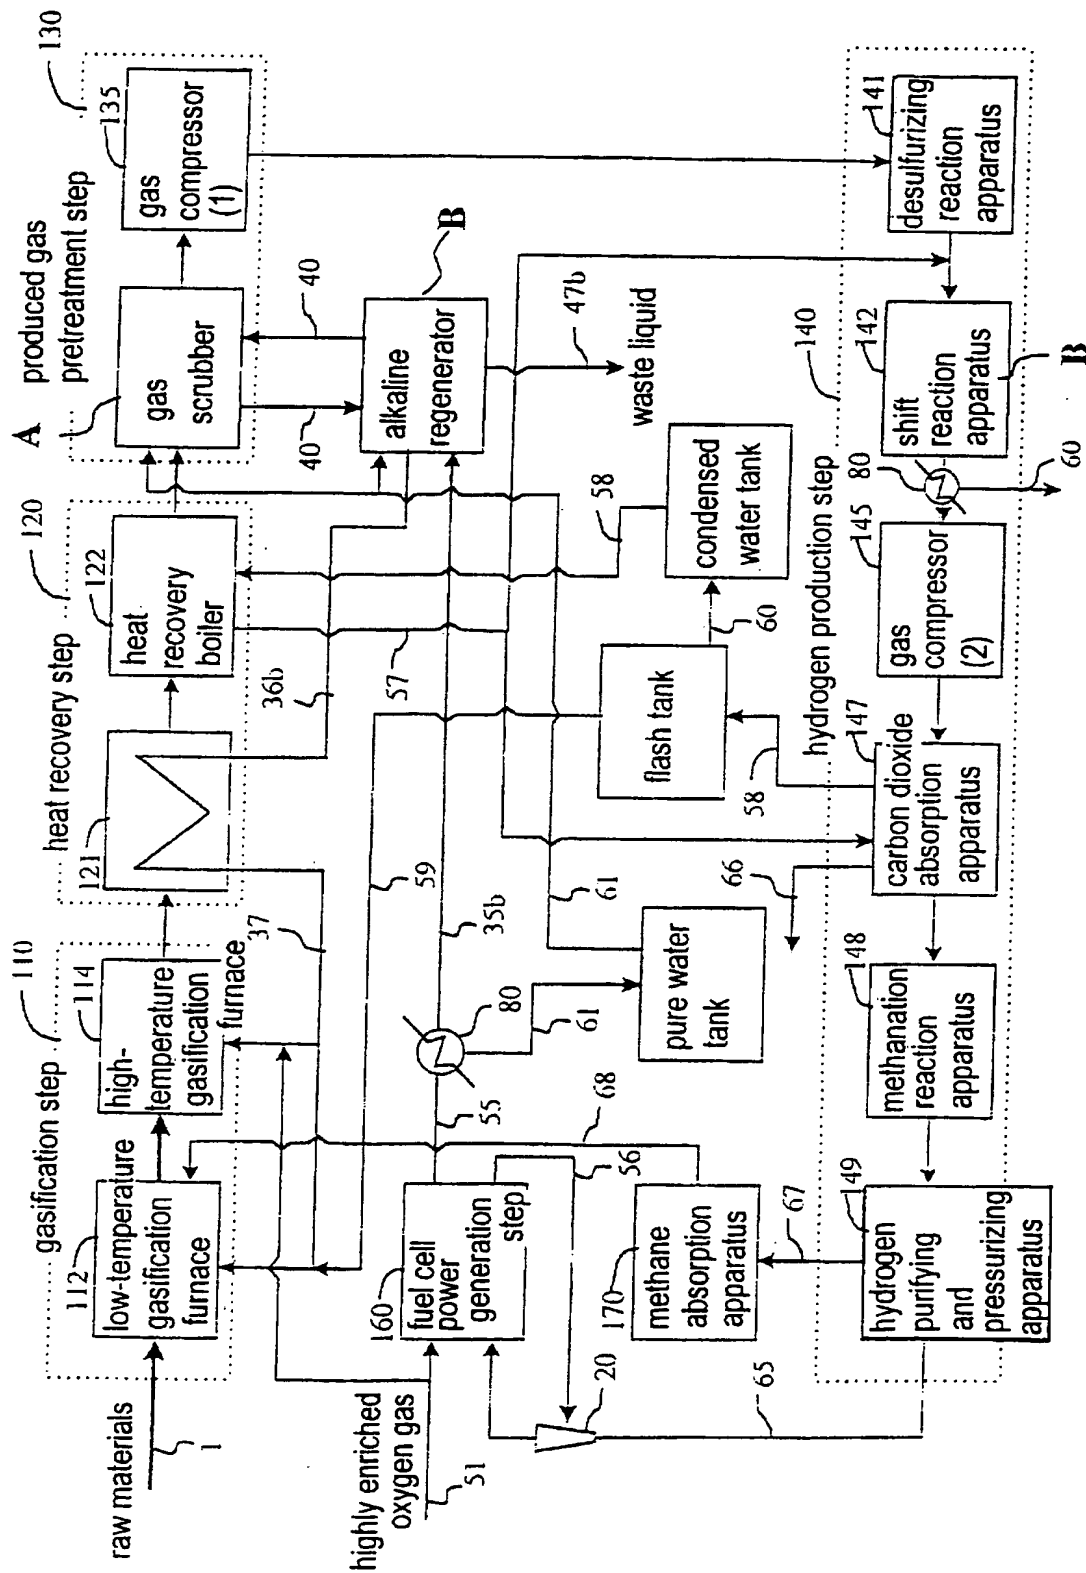 raw materials
1
gasification step
110
112
low-temperature
gasification
furnace
114
high-
temperature
gasification
furnace
heat recovery step
120
121
122
heat
recovery
boiler
A
produced gas
pretreatment step
130
gas
scrubber
135
gas
compressor
(1)
37
36b
57
40
40
alkaline
regenerator
B
47b
waste liquid
highly enriched
oxygen gas
51
160
fuel cell
power
generation
step
55
56
80
35b
59
61
61
pure water
tank
flash tank
60
58
58
condensed
water tank
20
65
68
170
methane
absorption
apparatus
67
66
hydrogen production step
140
141
desulfurizing
reaction
apparatus
142
shift
reaction
apparatus
B
80
60
145
gas
compressor
(2)
147
carbon dioxide
absorption
apparatus
148
methanation
reaction
apparatus
149
hydrogen
purifying
and
pressurizing
apparatus